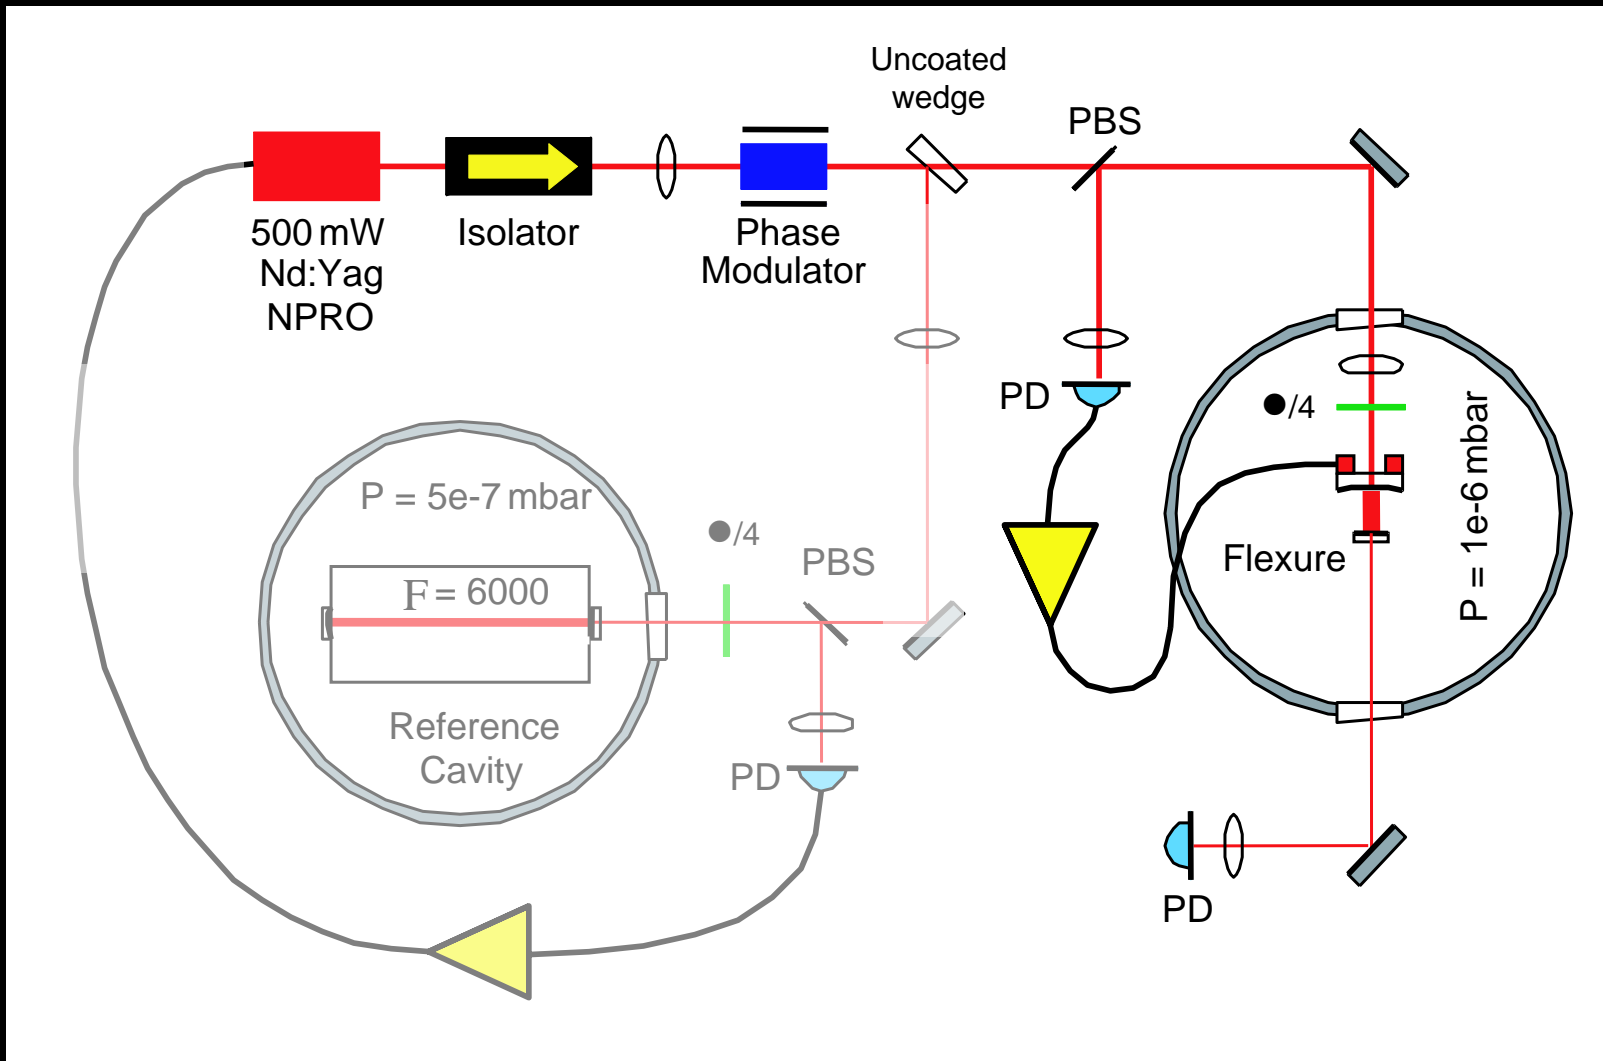 Uncoated
wedge
PBS
500 mW
Nd:Yag
NPRO
Isolator
Phase
Modulator
PD
●/4
P = 1e-6 mbar
Flexure
P = 5e-7 mbar
●/4
PBS
F = 6000
Reference
Cavity
PD
PD